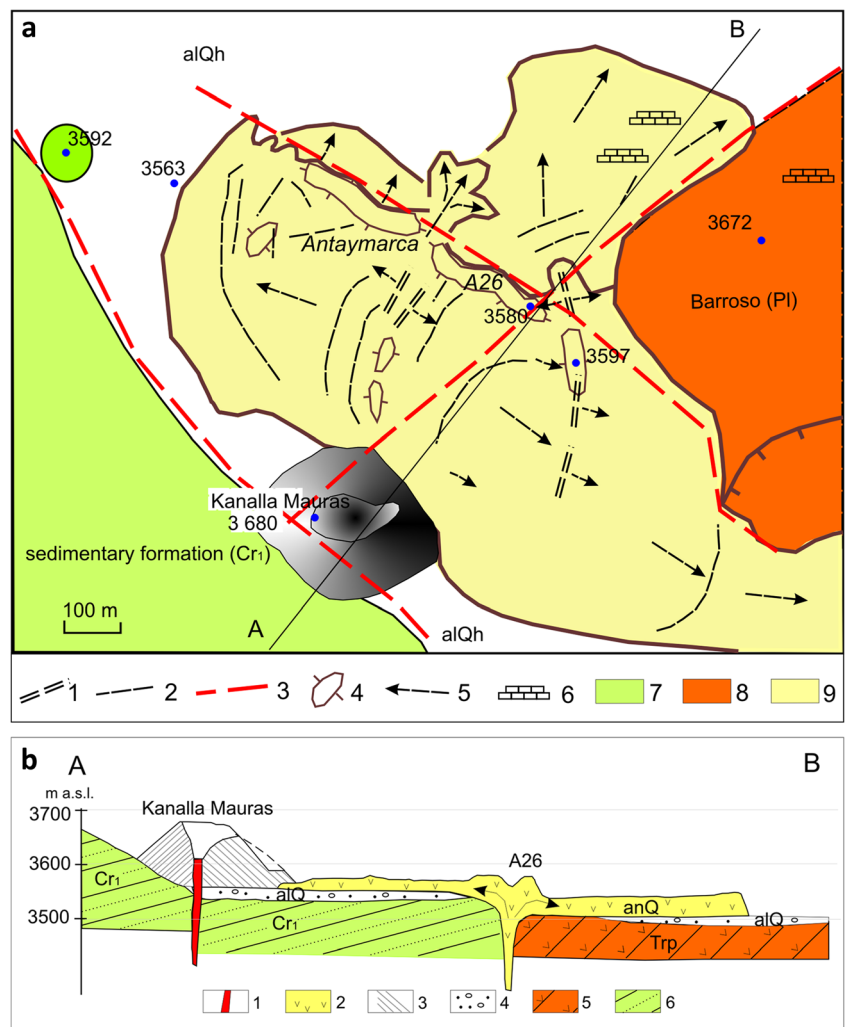 a
B
alQh
3592
3563
3672
Antaymarca
A26
3580
Barroso (Pl)
3597
Kanalla Mauras
3 680
sedimentary formation (Cr₁)
100 m
A
alQh
1 2 3 4 5 6 7 8 9
b
A B
m a.s.l.
Kanalla Mauras
3700
3600
A26
Cr₁
alQ
anQ
3500
Cr₁
alQ
Trp
1 2 3 4 5 6